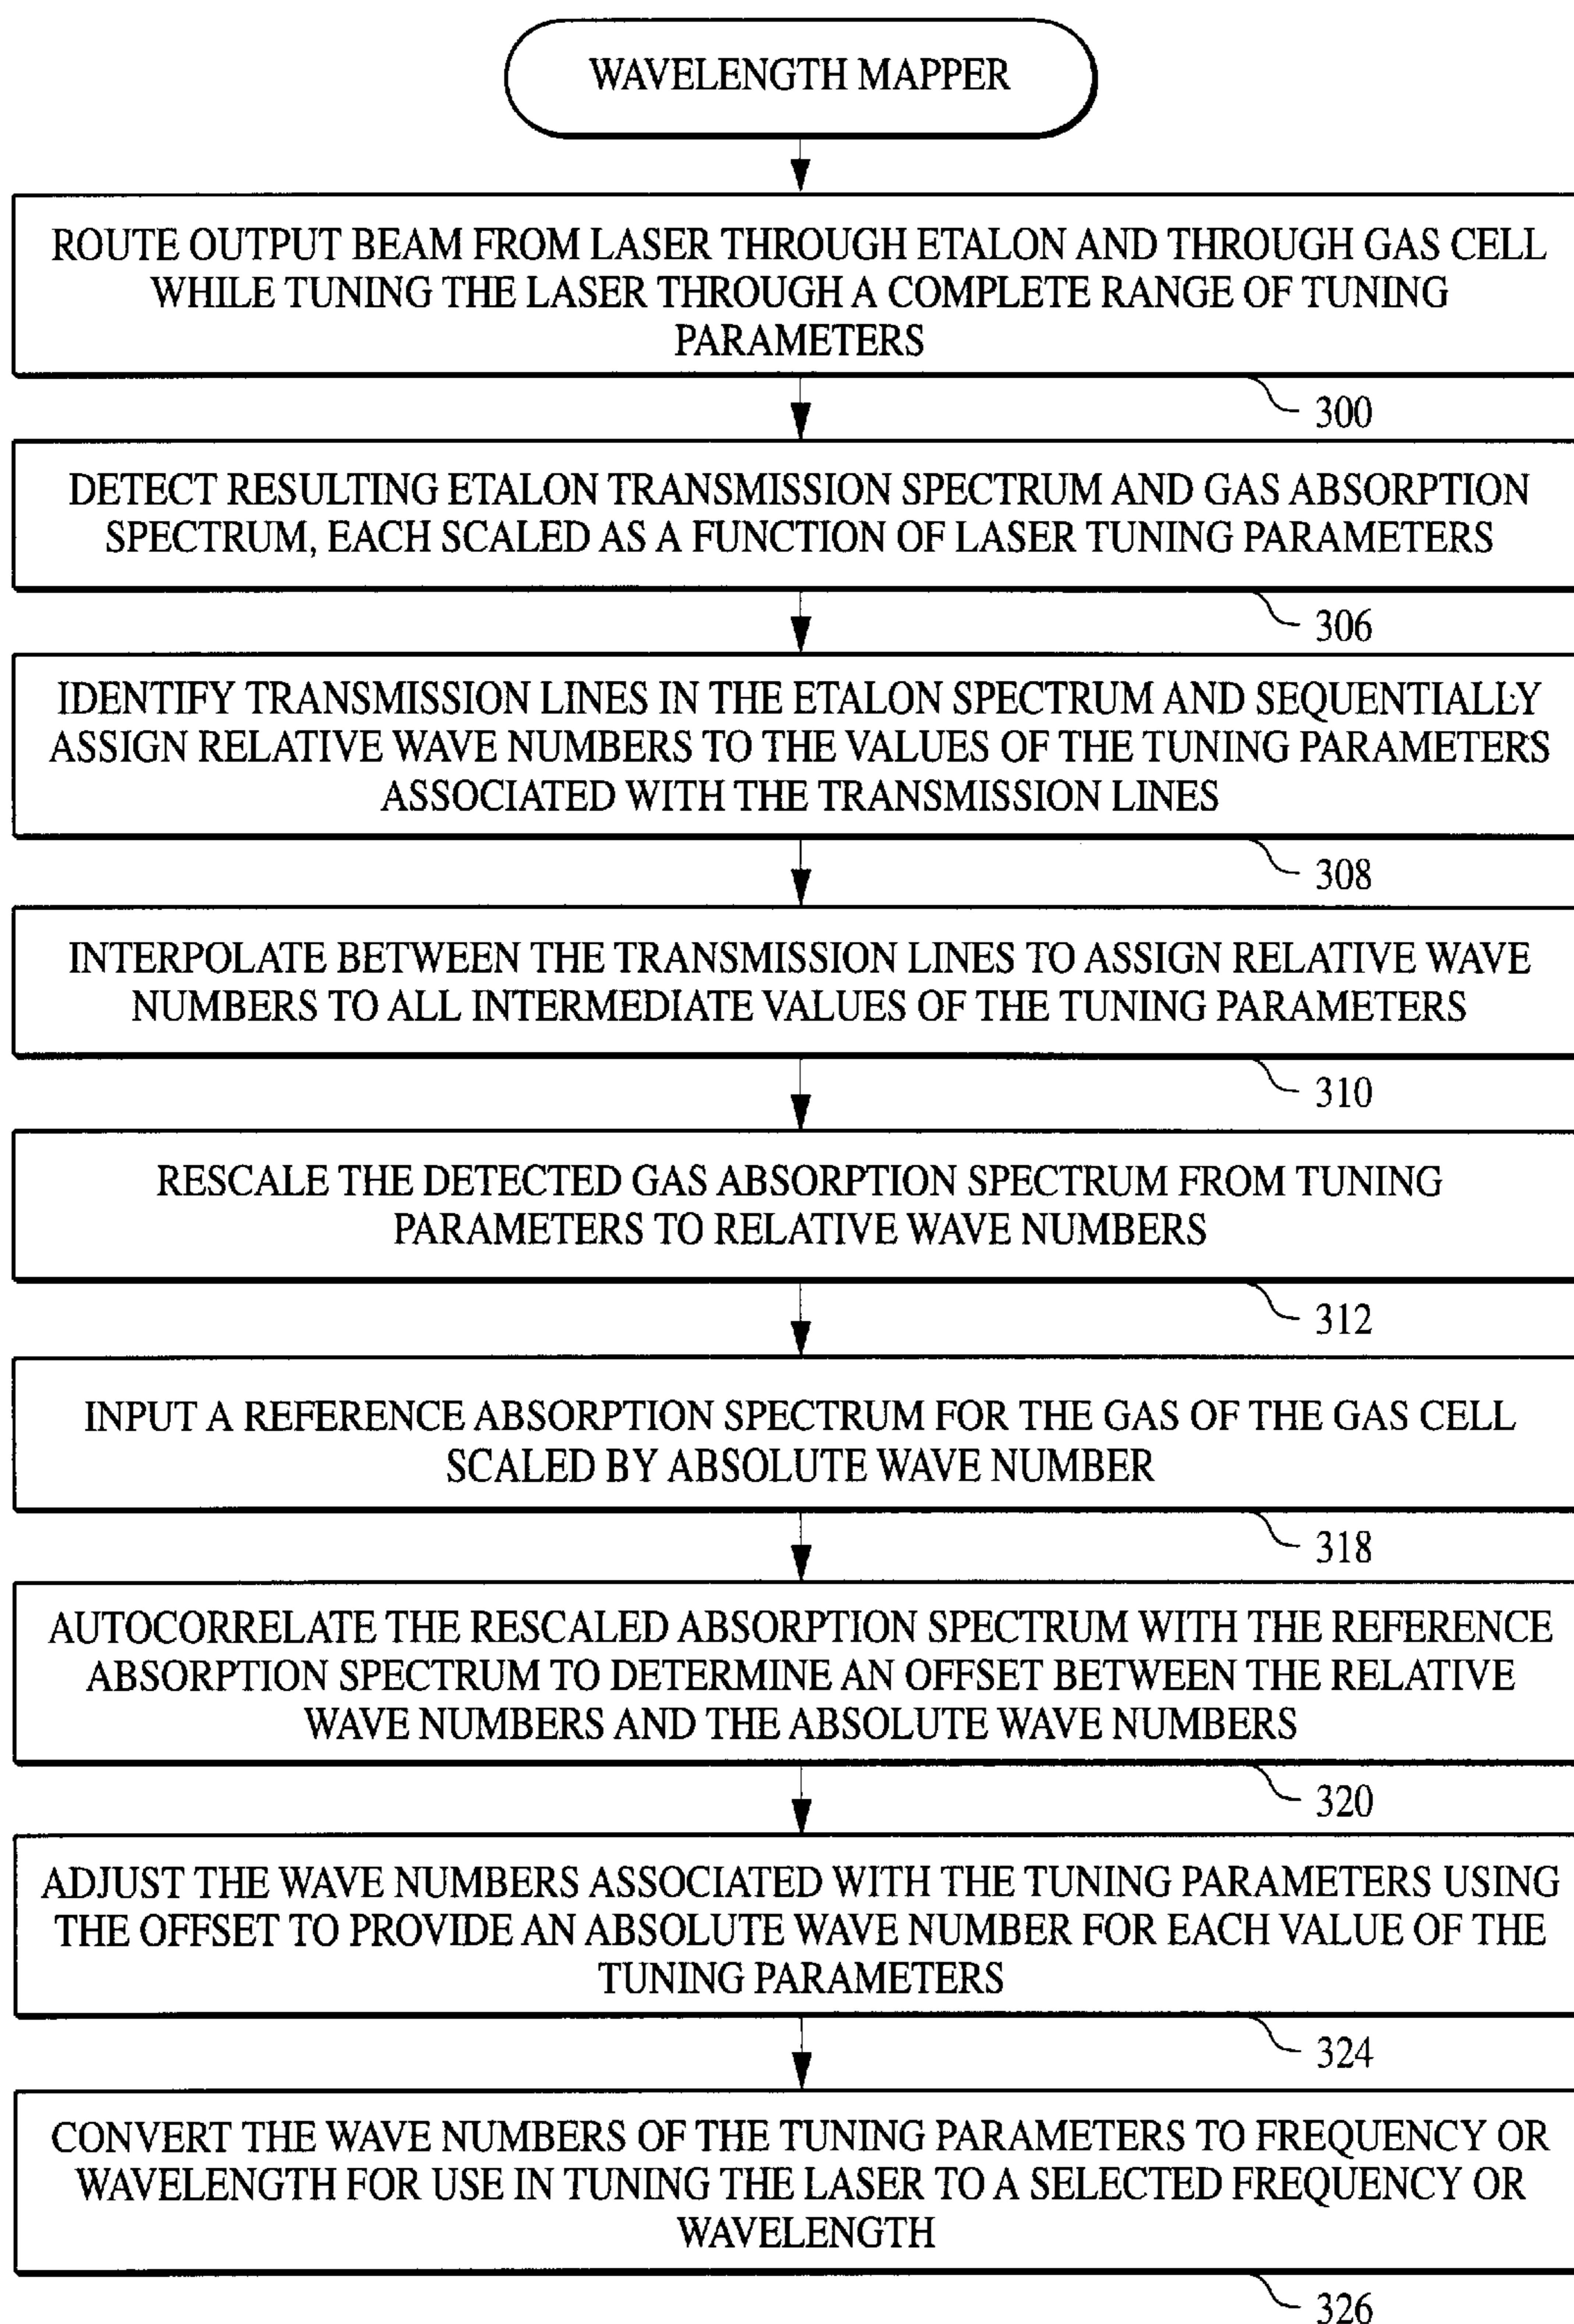 WAVELENGTH MAPPER
ROUTE OUTPUT BEAM FROM LASER THROUGH ETALON AND THROUGH GAS CELL
WHILE TUNING THE LASER THROUGH A COMPLETE RANGE OF TUNING
PARAMETERS
300
DETECT RESULTING ETALON TRANSMISSION SPECTRUM AND GAS ABSORPTION
SPECTRUM, EACH SCALED AS A FUNCTION OF LASER TUNING PARAMETERS
306
IDENTIFY TRANSMISSION LINES IN THE ETALON SPECTRUM AND SEQUENTIALLY
ASSIGN RELATIVE WAVE NUMBERS TO THE VALUES OF THE TUNING PARAMETERS
ASSOCIATED WITH THE TRANSMISSION LINES
308
INTERPOLATE BETWEEN THE TRANSMISSION LINES TO ASSIGN RELATIVE WAVE
NUMBERS TO ALL INTERMEDIATE VALUES OF THE TUNING PARAMETERS
310
RESCALE THE DETECTED GAS ABSORPTION SPECTRUM FROM TUNING
PARAMETERS TO RELATIVE WAVE NUMBERS
312
INPUT A REFERENCE ABSORPTION SPECTRUM FOR THE GAS OF THE GAS CELL
SCALED BY ABSOLUTE WAVE NUMBER
318
AUTOCORRELATE THE RESCALED ABSORPTION SPECTRUM WITH THE REFERENCE
ABSORPTION SPECTRUM TO DETERMINE AN OFFSET BETWEEN THE RELATIVE
WAVE NUMBERS AND THE ABSOLUTE WAVE NUMBERS
320
ADJUST THE WAVE NUMBERS ASSOCIATED WITH THE TUNING PARAMETERS USING
THE OFFSET TO PROVIDE AN ABSOLUTE WAVE NUMBER FOR EACH VALUE OF THE
TUNING PARAMETERS
324
CONVERT THE WAVE NUMBERS OF THE TUNING PARAMETERS TO FREQUENCY OR
WAVELENGTH FOR USE IN TUNING THE LASER TO A SELECTED FREQUENCY OR
WAVELENGTH
326